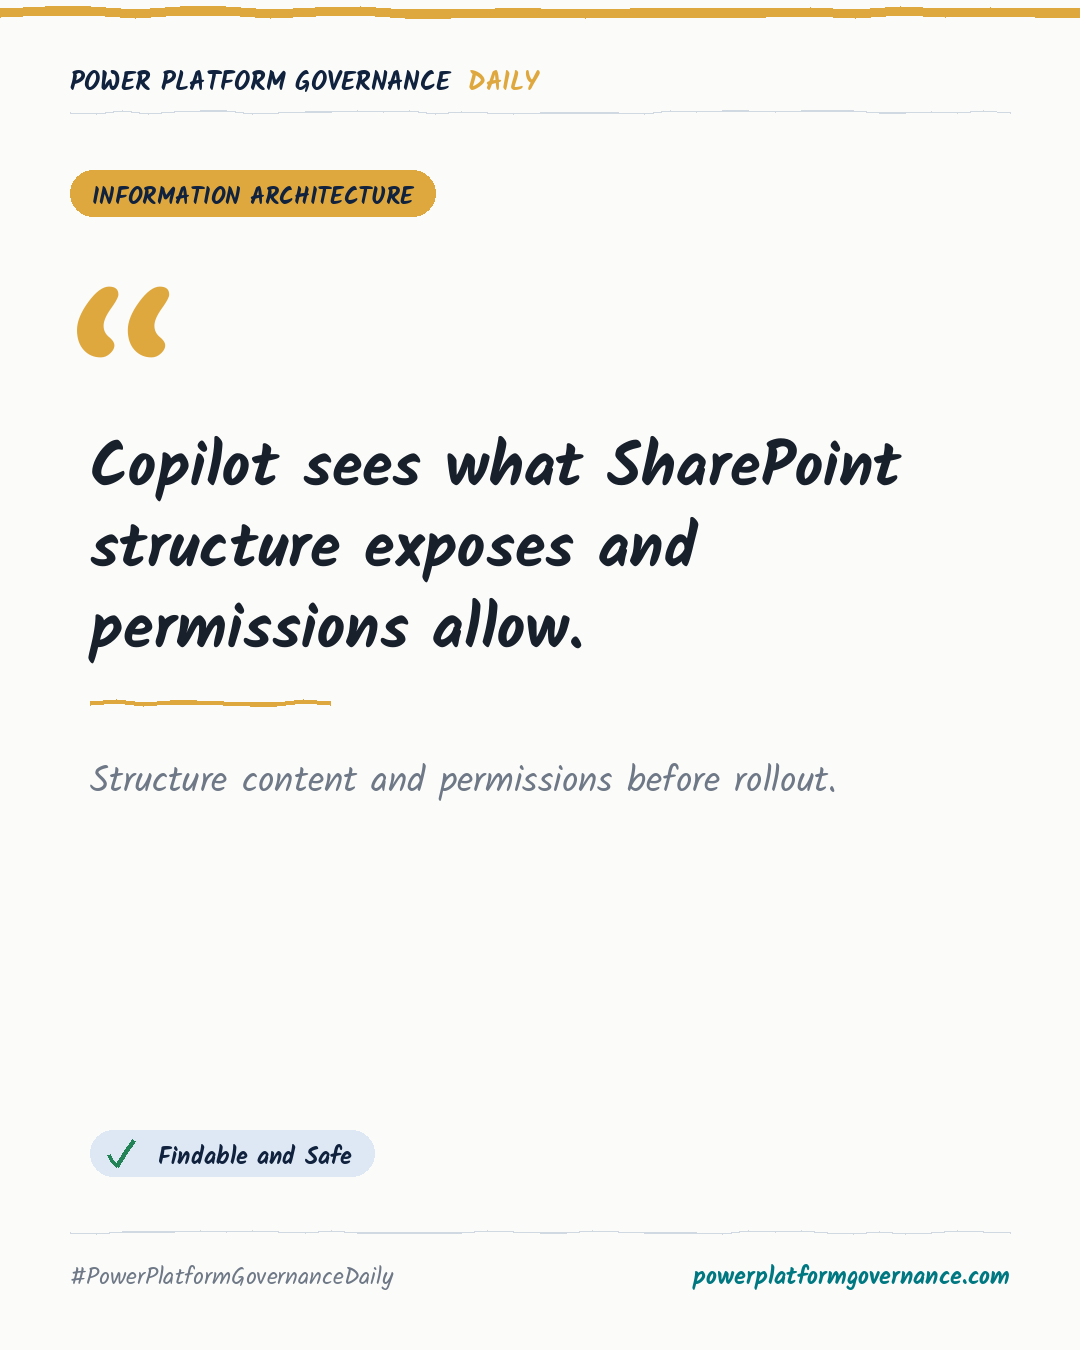 POWER PLATFORM GOVERNANCE DAILY
INFORMATION ARCHITECTURE
“
Copilot sees what SharePoint
structure exposes and
permissions allow.
Structure content and permissions before rollout.
✓ Findable and Safe
#PowerPlatformGovernanceDaily
powerplatformgovernance.com